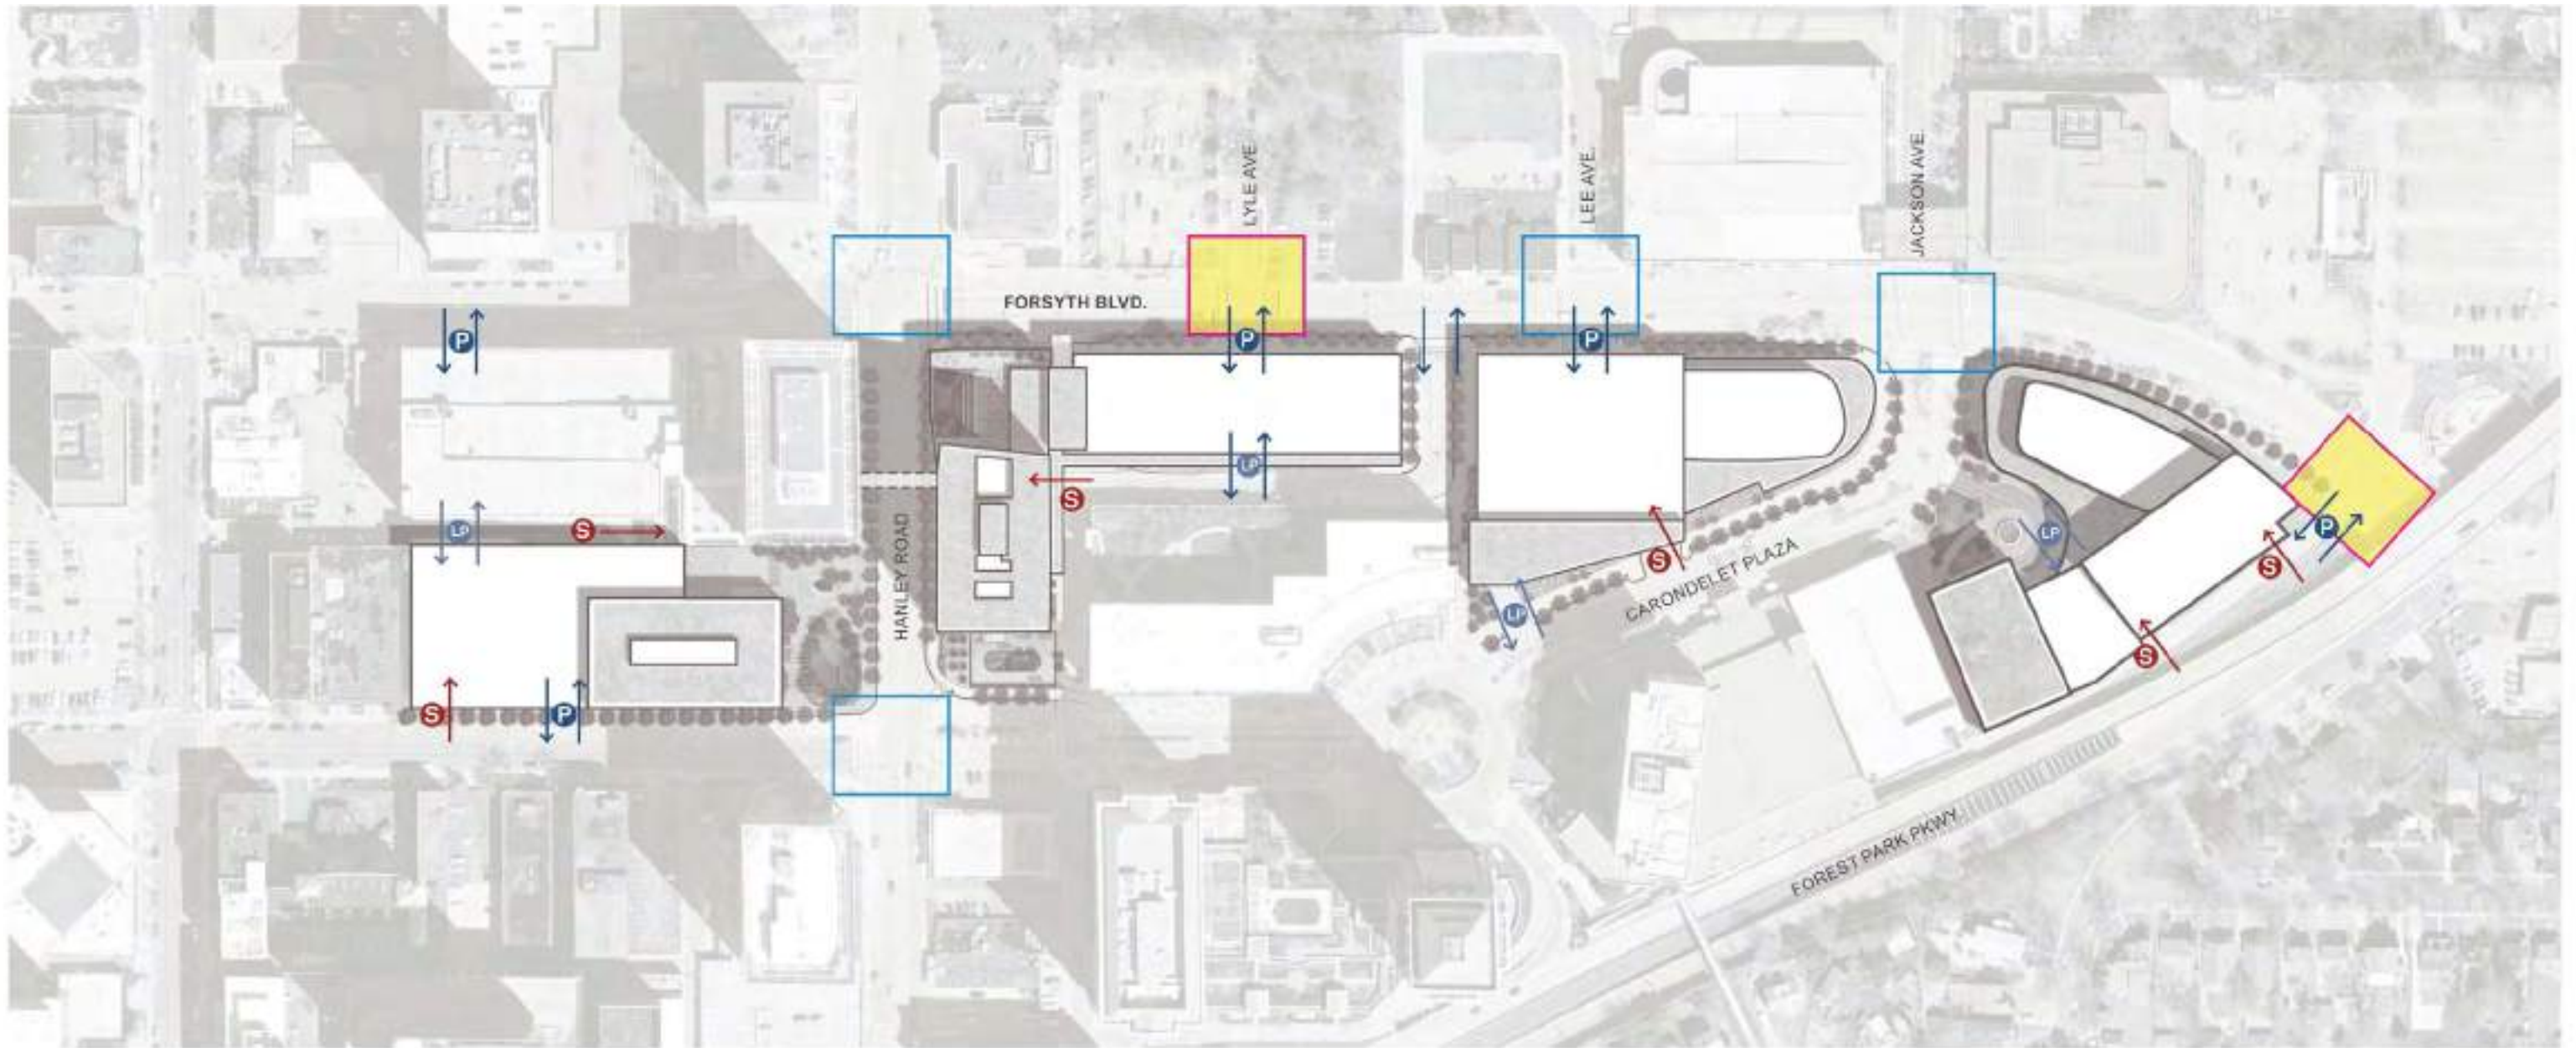 LYLE AVE.
LEE AVE.
JACKSON AVE.
FORSYTH BLVD.
P
P
P
LP
S
LP
S
HANLEY ROAD
S
P
S
CARONDELET PLAZA
LP
LP
P
S
S
FOREST PARK PKWY.